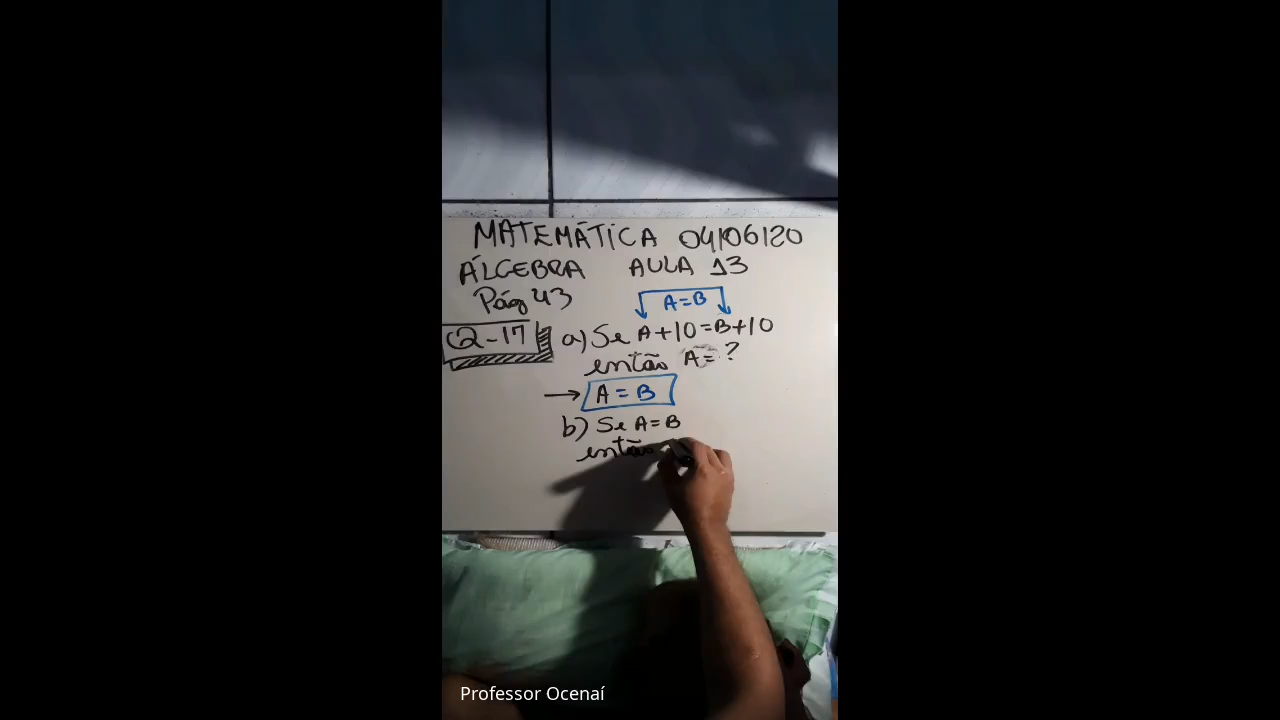 MATEMÁTICA 04/06/20
ÁLGEBRA AULA 13
Pág 43
A=B
Q-17 a) Se A+10=B+10
então A=?
→ A = B
b) Se A=B
então
Professor Ocenaí